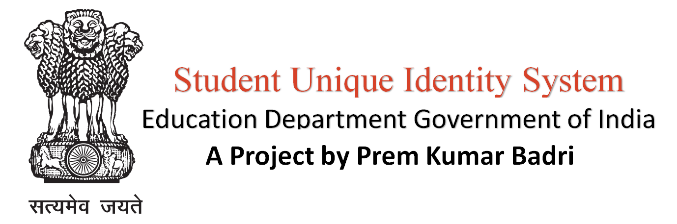 Student Unique Identity System
Education Department Government of India
A Project by Prem Kumar Badri
सत्यमेव जयते